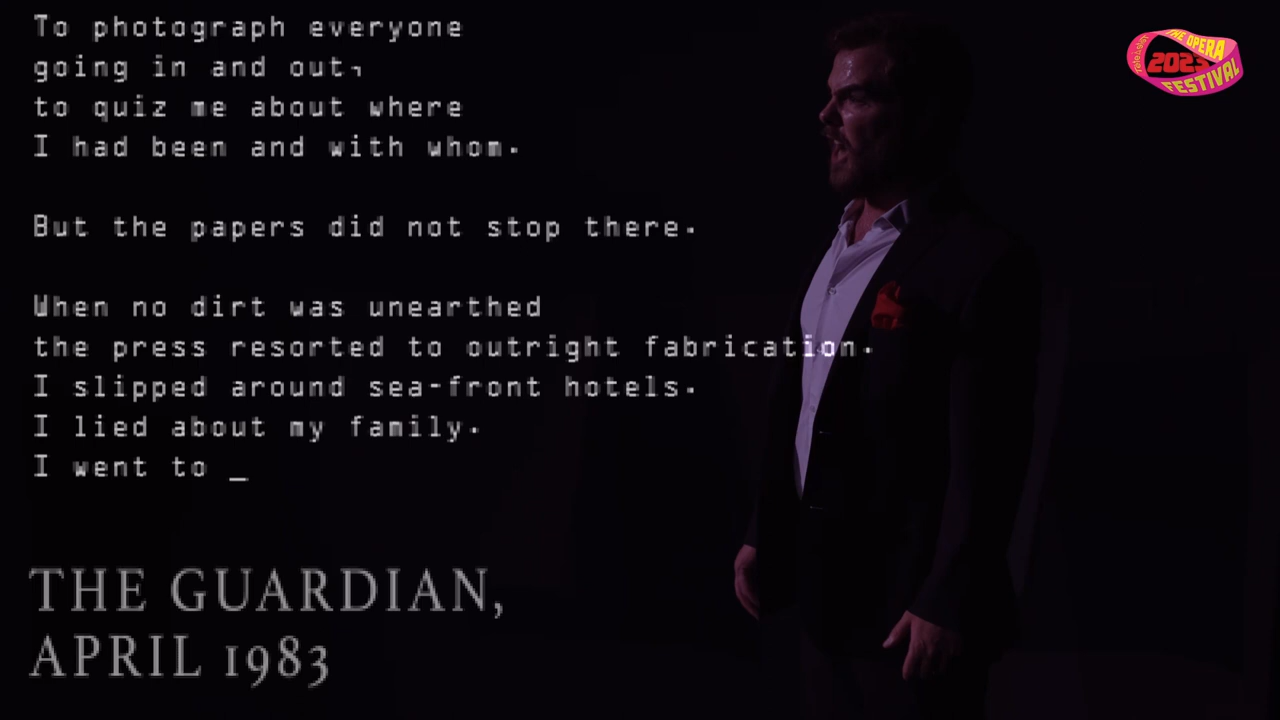 To photograph everyone
going in and out,
to quiz me about where
I had been and with whom.
But the papers did not stop there.
When no dirt was unearthed
the press resorted to outright fabrication.
I slipped around sea-front hotels.
I lied about my family.
I went to _
THE GUARDIAN,
APRIL 1983
THE OPERA
2023
FESTIVAL